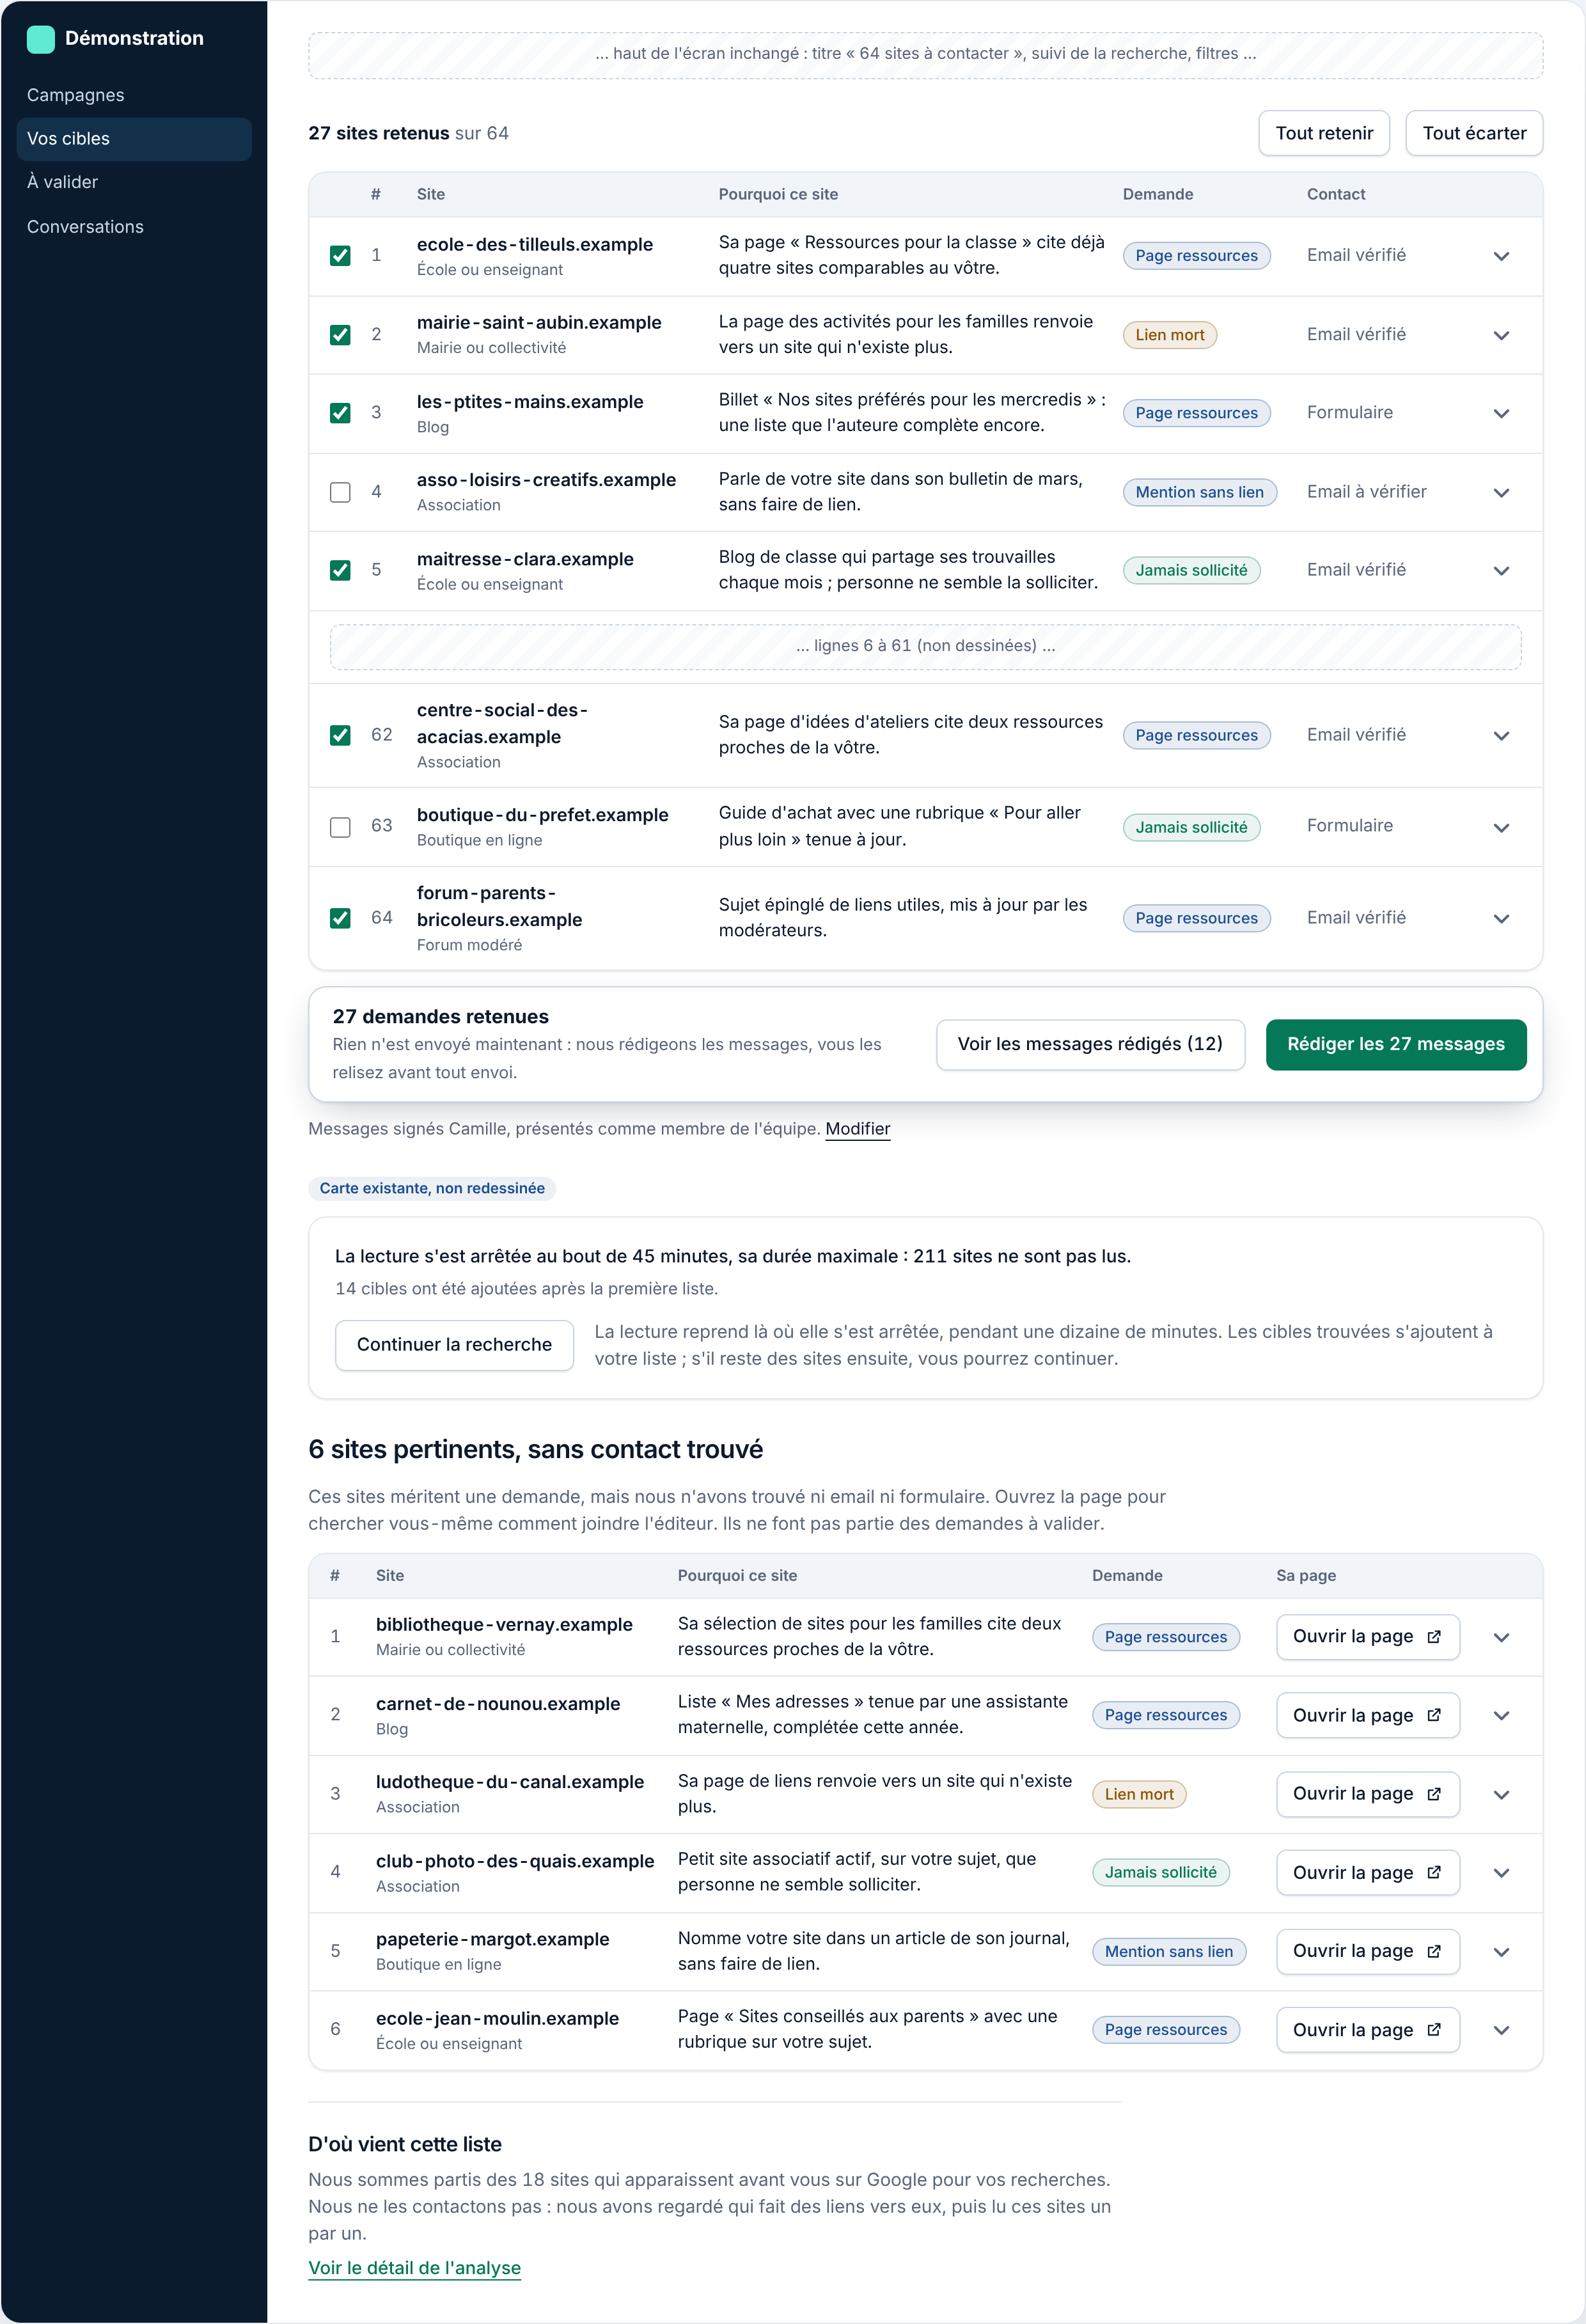 Démonstration
Campagnes
Vos cibles
À valider
Conversations
... haut de l'écran inchangé : titre « 64 sites à contacter », suivi de la recherche, filtres ...
27 sites retenus sur 64
Tout retenir
Tout écarter
# Site Pourquoi ce site Demande Contact
1 ecole-des-tilleuls.example
École ou enseignant
Sa page « Ressources pour la classe » cite déjà
quatre sites comparables au vôtre.
Page ressources
Email vérifié
2 mairie-saint-aubin.example
Mairie ou collectivité
La page des activités pour les familles renvoie
vers un site qui n'existe plus.
Lien mort
Email vérifié
3 les-ptites-mains.example
Blog
Billet « Nos sites préférés pour les mercredis » :
une liste que l'auteure complète encore.
Page ressources
Formulaire
4 asso-loisirs-creatifs.example
Association
Parle de votre site dans son bulletin de mars,
sans faire de lien.
Mention sans lien
Email à vérifier
5 maitresse-clara.example
École ou enseignant
Blog de classe qui partage ses trouvailles
chaque mois ; personne ne semble la solliciter.
Jamais sollicité
Email vérifié
... lignes 6 à 61 (non dessinées) ...
62 centre-social-des-
acacias.example
Association
Sa page d'idées d'ateliers cite deux ressources
proches de la vôtre.
Page ressources
Email vérifié
63 boutique-du-prefet.example
Boutique en ligne
Guide d'achat avec une rubrique « Pour aller
plus loin » tenue à jour.
Jamais sollicité
Formulaire
64 forum-parents-
bricoleurs.example
Forum modéré
Sujet épinglé de liens utiles, mis à jour par les
modérateurs.
Page ressources
Email vérifié
27 demandes retenues
Rien n'est envoyé maintenant : nous rédigeons les messages, vous les
relisez avant tout envoi.
Voir les messages rédigés (12)
Rédiger les 27 messages
Messages signés Camille, présentés comme membre de l'équipe. Modifier
Carte existante, non redessinée
La lecture s'est arrêtée au bout de 45 minutes, sa durée maximale : 211 sites ne sont pas lus.
14 cibles ont été ajoutées après la première liste.
Continuer la recherche
La lecture reprend là où elle s'est arrêtée, pendant une dizaine de minutes. Les cibles trouvées s'ajoutent à
votre liste ; s'il reste des sites ensuite, vous pourrez continuer.
6 sites pertinents, sans contact trouvé
Ces sites méritent une demande, mais nous n'avons trouvé ni email ni formulaire. Ouvrez la page pour
chercher vous-même comment joindre l'éditeur. Ils ne font pas partie des demandes à valider.
# Site Pourquoi ce site Demande Sa page
1 bibliotheque-vernay.example
Mairie ou collectivité
Sa sélection de sites pour les familles cite deux
ressources proches de la vôtre.
Page ressources
Ouvrir la page
2 carnet-de-nounou.example
Blog
Liste « Mes adresses » tenue par une assistante
maternelle, complétée cette année.
Page ressources
Ouvrir la page
3 ludotheque-du-canal.example
Association
Sa page de liens renvoie vers un site qui n'existe
plus.
Lien mort
Ouvrir la page
4 club-photo-des-quais.example
Association
Petit site associatif actif, sur votre sujet, que
personne ne semble solliciter.
Jamais sollicité
Ouvrir la page
5 papeterie-margot.example
Boutique en ligne
Nomme votre site dans un article de son journal,
sans faire de lien.
Mention sans lien
Ouvrir la page
6 ecole-jean-moulin.example
École ou enseignant
Page « Sites conseillés aux parents » avec une
rubrique sur votre sujet.
Page ressources
Ouvrir la page
D'où vient cette liste
Nous sommes partis des 18 sites qui apparaissent avant vous sur Google pour vos recherches.
Nous ne les contactons pas : nous avons regardé qui fait des liens vers eux, puis lu ces sites un
par un.
Voir le détail de l'analyse